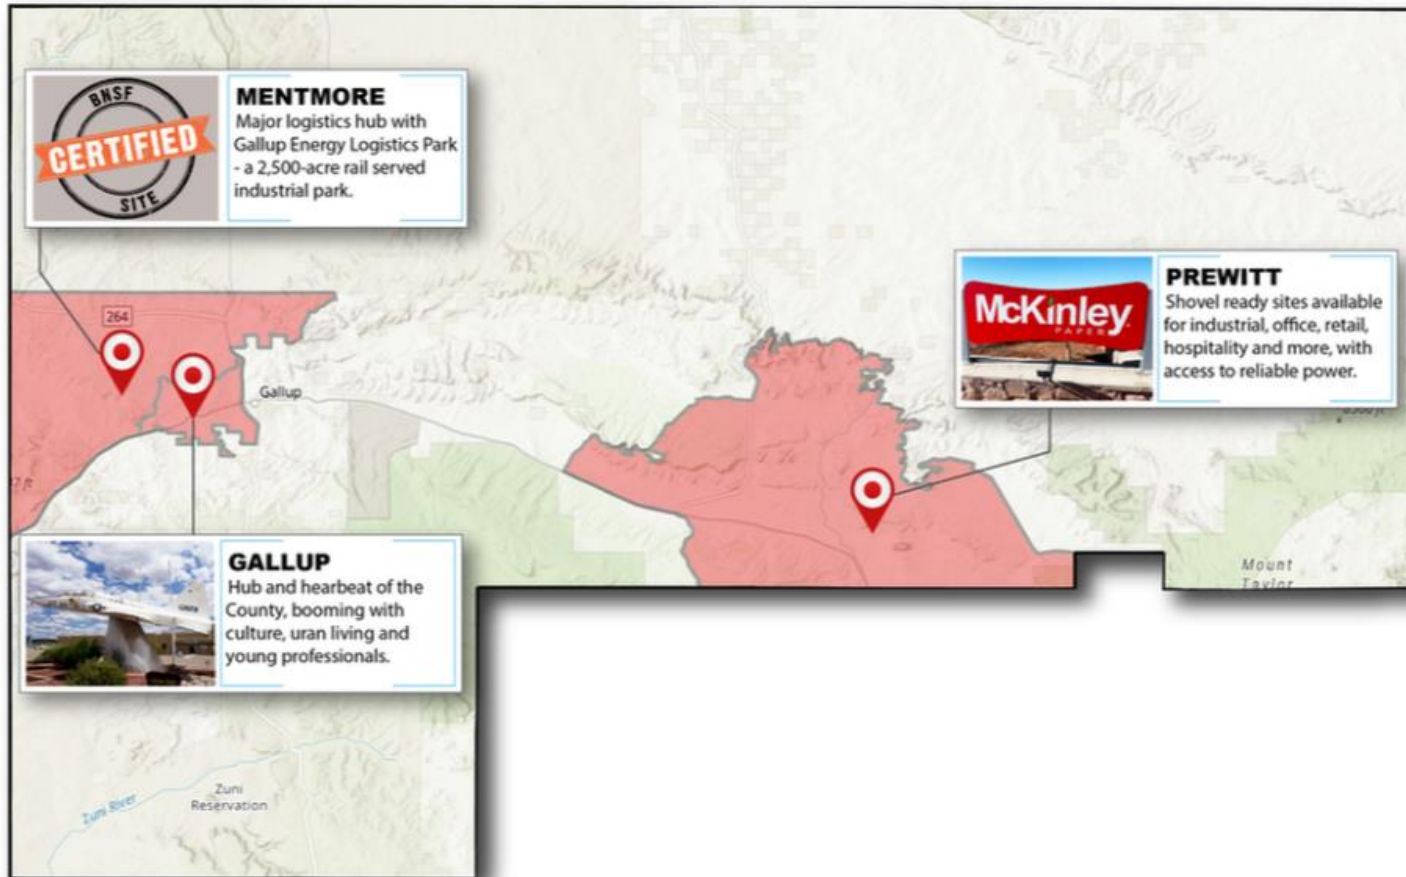 BNSF
CERTIFIED
SITE
MENTMORE
Major logistics hub with
Gallup Energy Logistics Park
- a 2,500-acre rail served
industrial park.
McKinley
PAPER
PREWITT
Shovel ready sites available
for industrial, office, retail,
hospitality and more, with
access to reliable power.
264
Gallup
GALLUP
Hub and hearbeat of the
County, booming with
culture, uran living and
young professionals.
Mount
Taylor
Zuni River
Zuni
Reservation